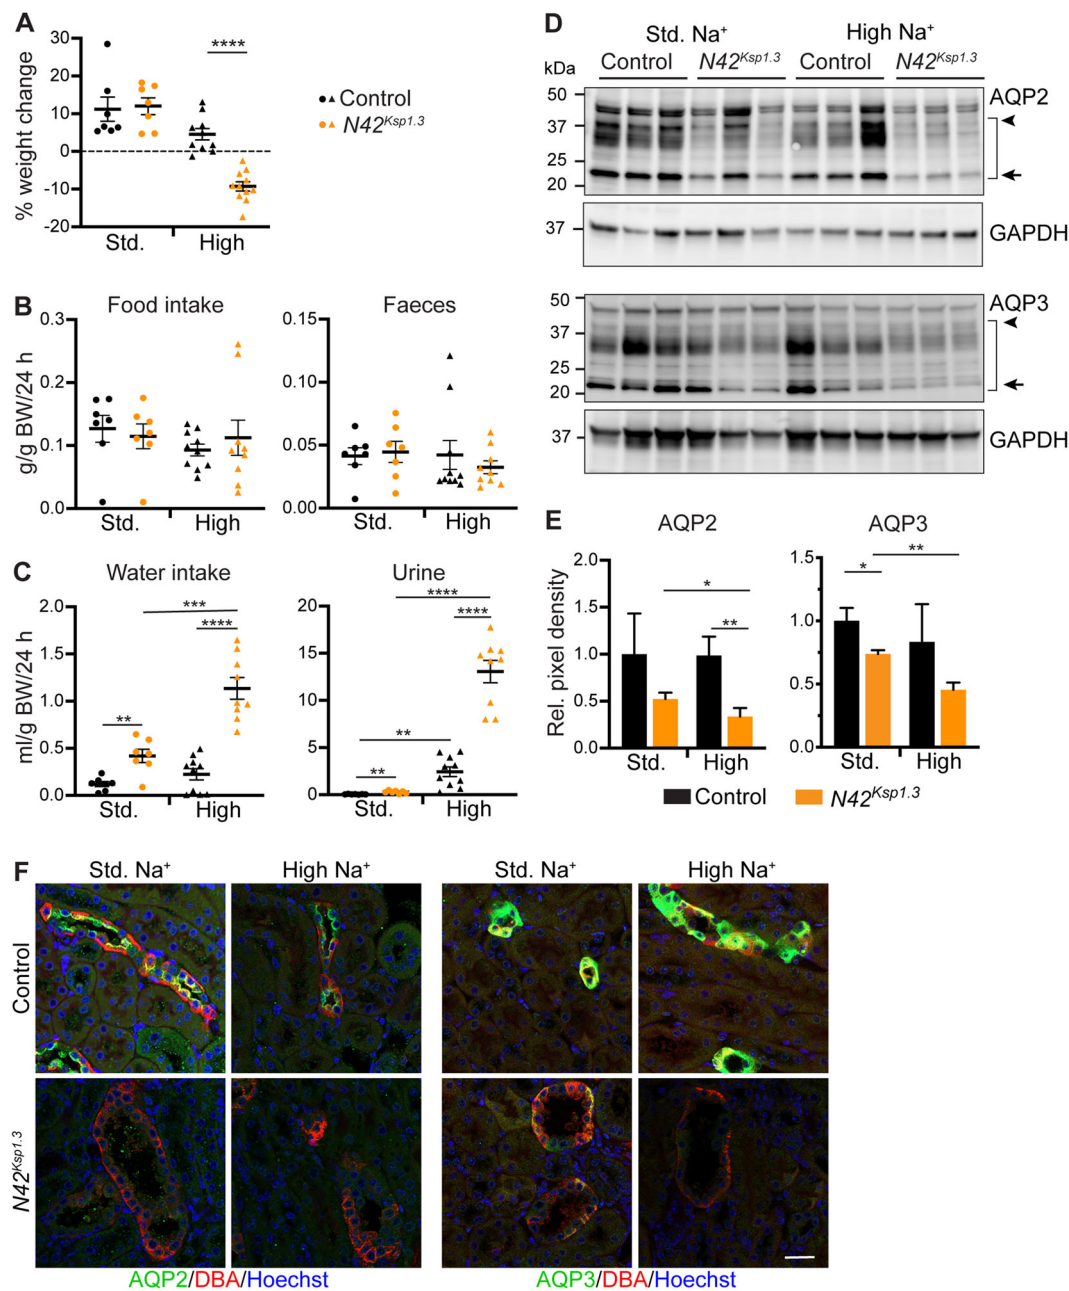 A
% weight change
30
20
10
0
-10
-20
****
Std.
High
Control
N42Ksp1.3
B
Food intake
g/g BW/24 h
0.3
0.2
0.1
0.0
Std.
High
Faeces
0.15
0.10
0.05
0.00
Std.
High
C
Water intake
ml/g BW/24 h
2.0
1.5
1.0
0.5
0.0
***
****
**
Std.
High
Urine
20
15
10
5
0
****
****
**
**
Std.
High
D
Std. Na+
High Na+
kDa
Control
N42Ksp1.3
Control
N42Ksp1.3
50
37
25
20
AQP2
37
GAPDH
50
37
25
20
AQP3
37
GAPDH
E
AQP2
Rel. pixel density
2.0
1.5
1.0
0.5
0.0
*
**
Std.
High
AQP3
1.5
1.0
0.5
0.0
**
*
Std.
High
Control
N42Ksp1.3
F
Std. Na+
High Na+
Std. Na+
High Na+
Control
N42Ksp1.3
AQP2/DBA/Hoechst
AQP3/DBA/Hoechst